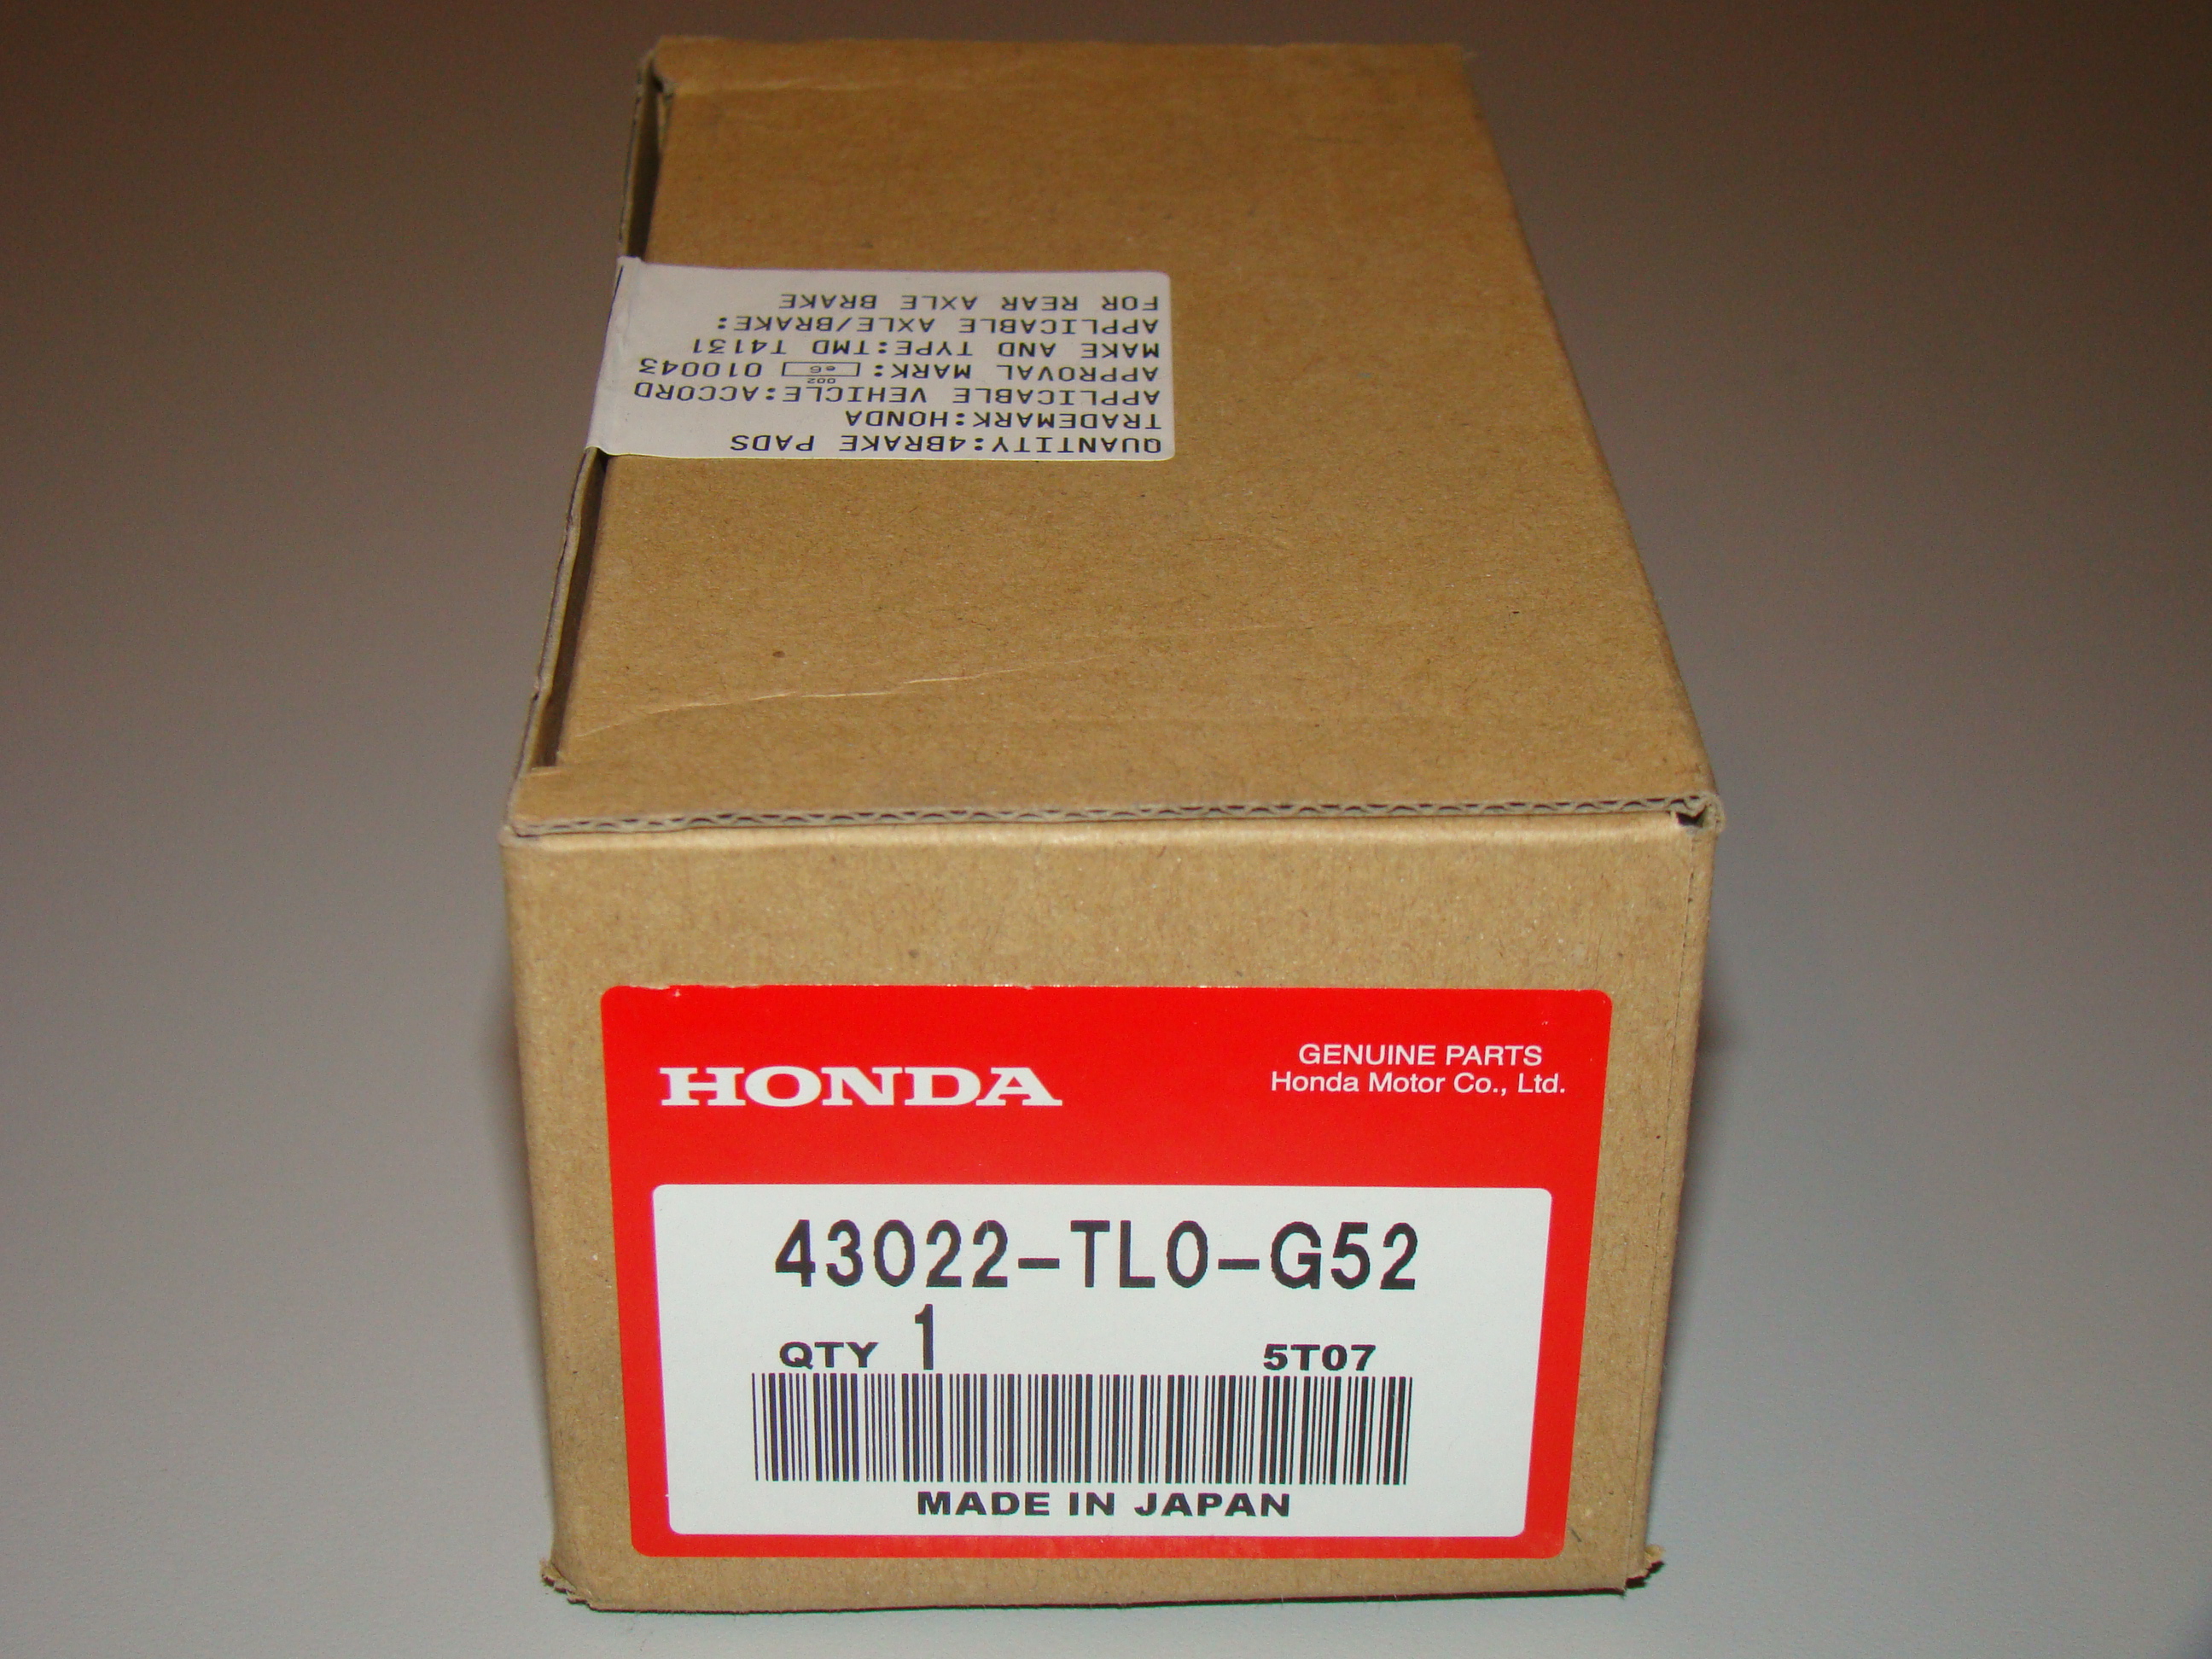 QUANTITY:4BRAKE PADS
TRADEMARK:HONDA
APPLICABLE VEHICLE:ACCORD
002
APPROVAL MARK: e6 010043
MAKE AND TYPE:TMD T4131
APPLICABLE AXLE/BRAKE:
FOR REAR AXLE BRAKE
HONDA
GENUINE PARTS
Honda Motor Co., Ltd.
43022-TL0-G52
QTY 1 5T07
MADE IN JAPAN